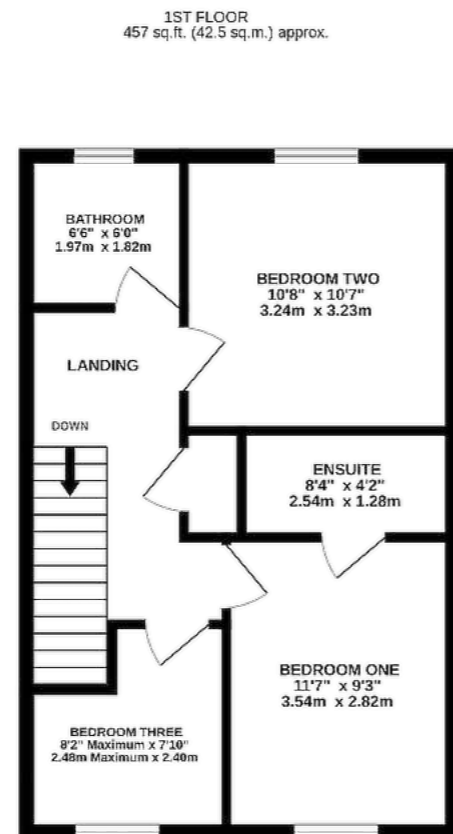 1ST FLOOR
457 sq.ft. (42.5 sq.m.) approx.
BATHROOM
6'6" x 6'0"
1.97m x 1.82m
BEDROOM TWO
10'8" x 10'7"
3.24m x 3.23m
LANDING
DOWN
ENSUITE
8'4" x 4'2"
2.54m x 1.28m
BEDROOM ONE
11'7" x 9'3"
3.54m x 2.82m
BEDROOM THREE
8'2" Maximum x 7'10"
2.48m Maximum x 2.40m